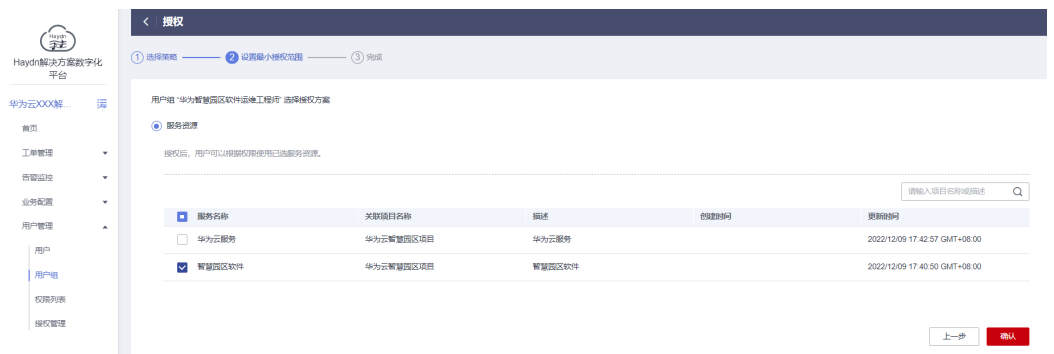 Haydn
Haydn解决方案数字化
平台
华为云XXX解...
首页
工单管理
告警监控
业务配置
用户管理
用户
用户组
权限列表
授权管理
授权
1 选择策略
2 设置最小授权范围
3 完成
用户组 “华为智慧园区软件运维工程师” 选择授权方案
服务资源
授权后，用户可以根据权限使用已选服务资源。
请输入项目名称或描述
服务名称 关联项目名称 描述 创建时间 更新时间
华为云服务 华为云智慧园区项目 华为云服务 2022/12/09 17:42:57 GMT+08:00
智慧园区软件 华为云智慧园区项目 智慧园区软件 2022/12/09 17:40:50 GMT+08:00
上一步 确认